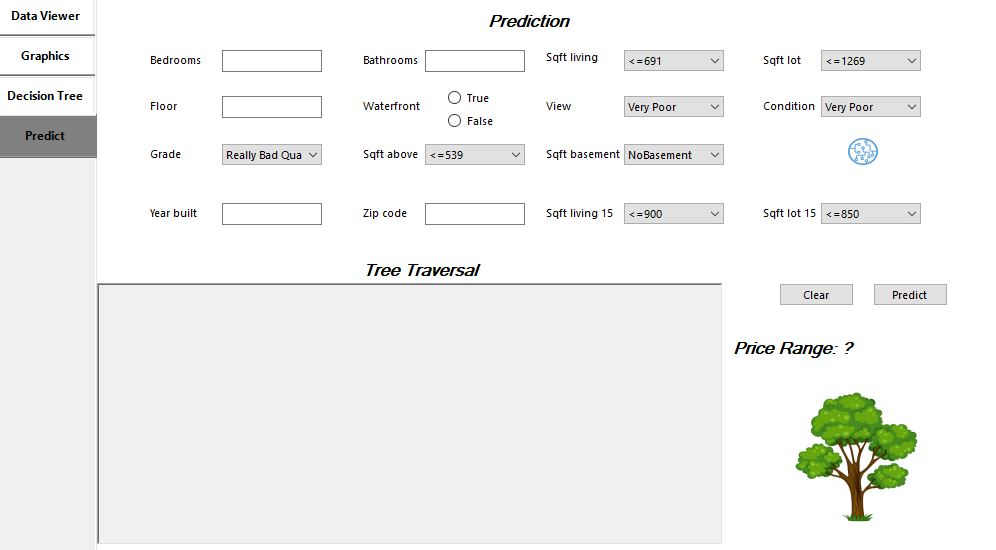 Data Viewer
Graphics
Decision Tree
Predict
Prediction
Bedrooms
Bathrooms
Sqft living <=691
Sqft lot <=1269
Floor
Waterfront True
False
View Very Poor
Condition Very Poor
Grade Really Bad Qua
Sqft above <=539
Sqft basement NoBasement
Year built
Zip code
Sqft living 15 <=900
Sqft lot 15 <=850
Tree Traversal
Clear
Predict
Price Range: ?